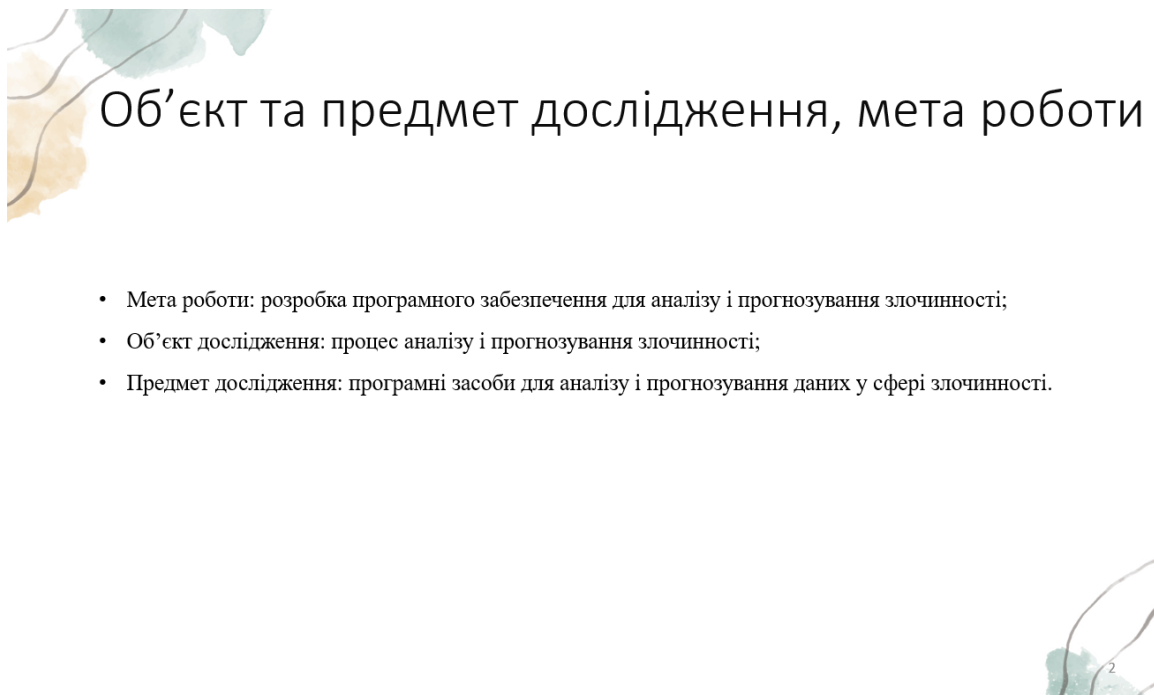 Об’єкт та предмет дослідження, мета роботи
• Мета роботи: розробка програмного забезпечення для аналізу і прогнозування злочинності;
• Об’єкт дослідження: процес аналізу і прогнозування злочинності;
• Предмет дослідження: програмні засоби для аналізу і прогнозування даних у сфері злочинності.
2